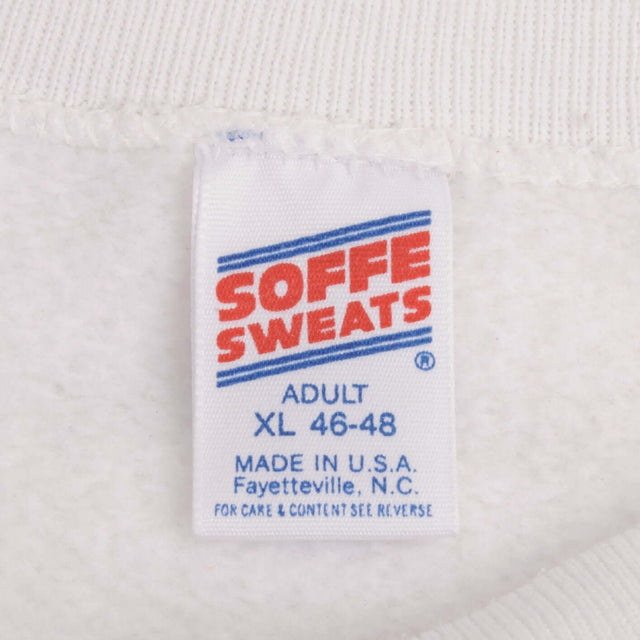 SOFFE
SWEATS
®
ADULT
XL 46-48
MADE IN U.S.A.
Fayetteville, N.C.
FOR CARE & CONTENT SEE REVERSE